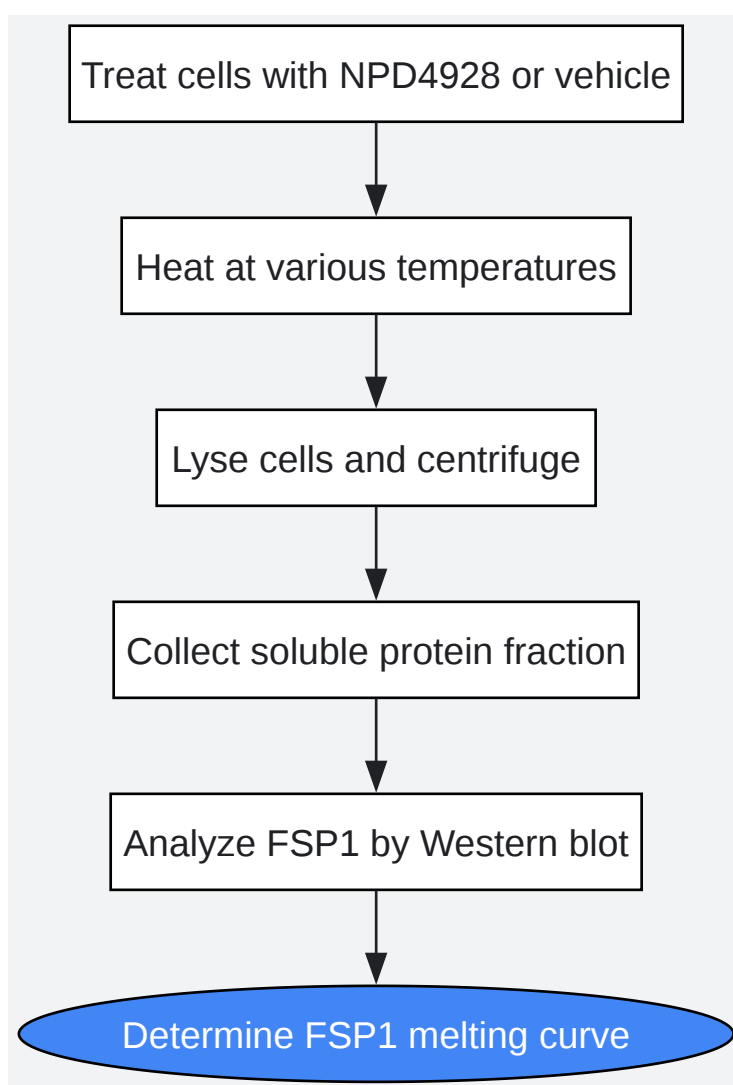 Treat cells with NPD4928 or vehicle
Heat at various temperatures
Lyse cells and centrifuge
Collect soluble protein fraction
Analyze FSP1 by Western blot
Determine FSP1 melting curve